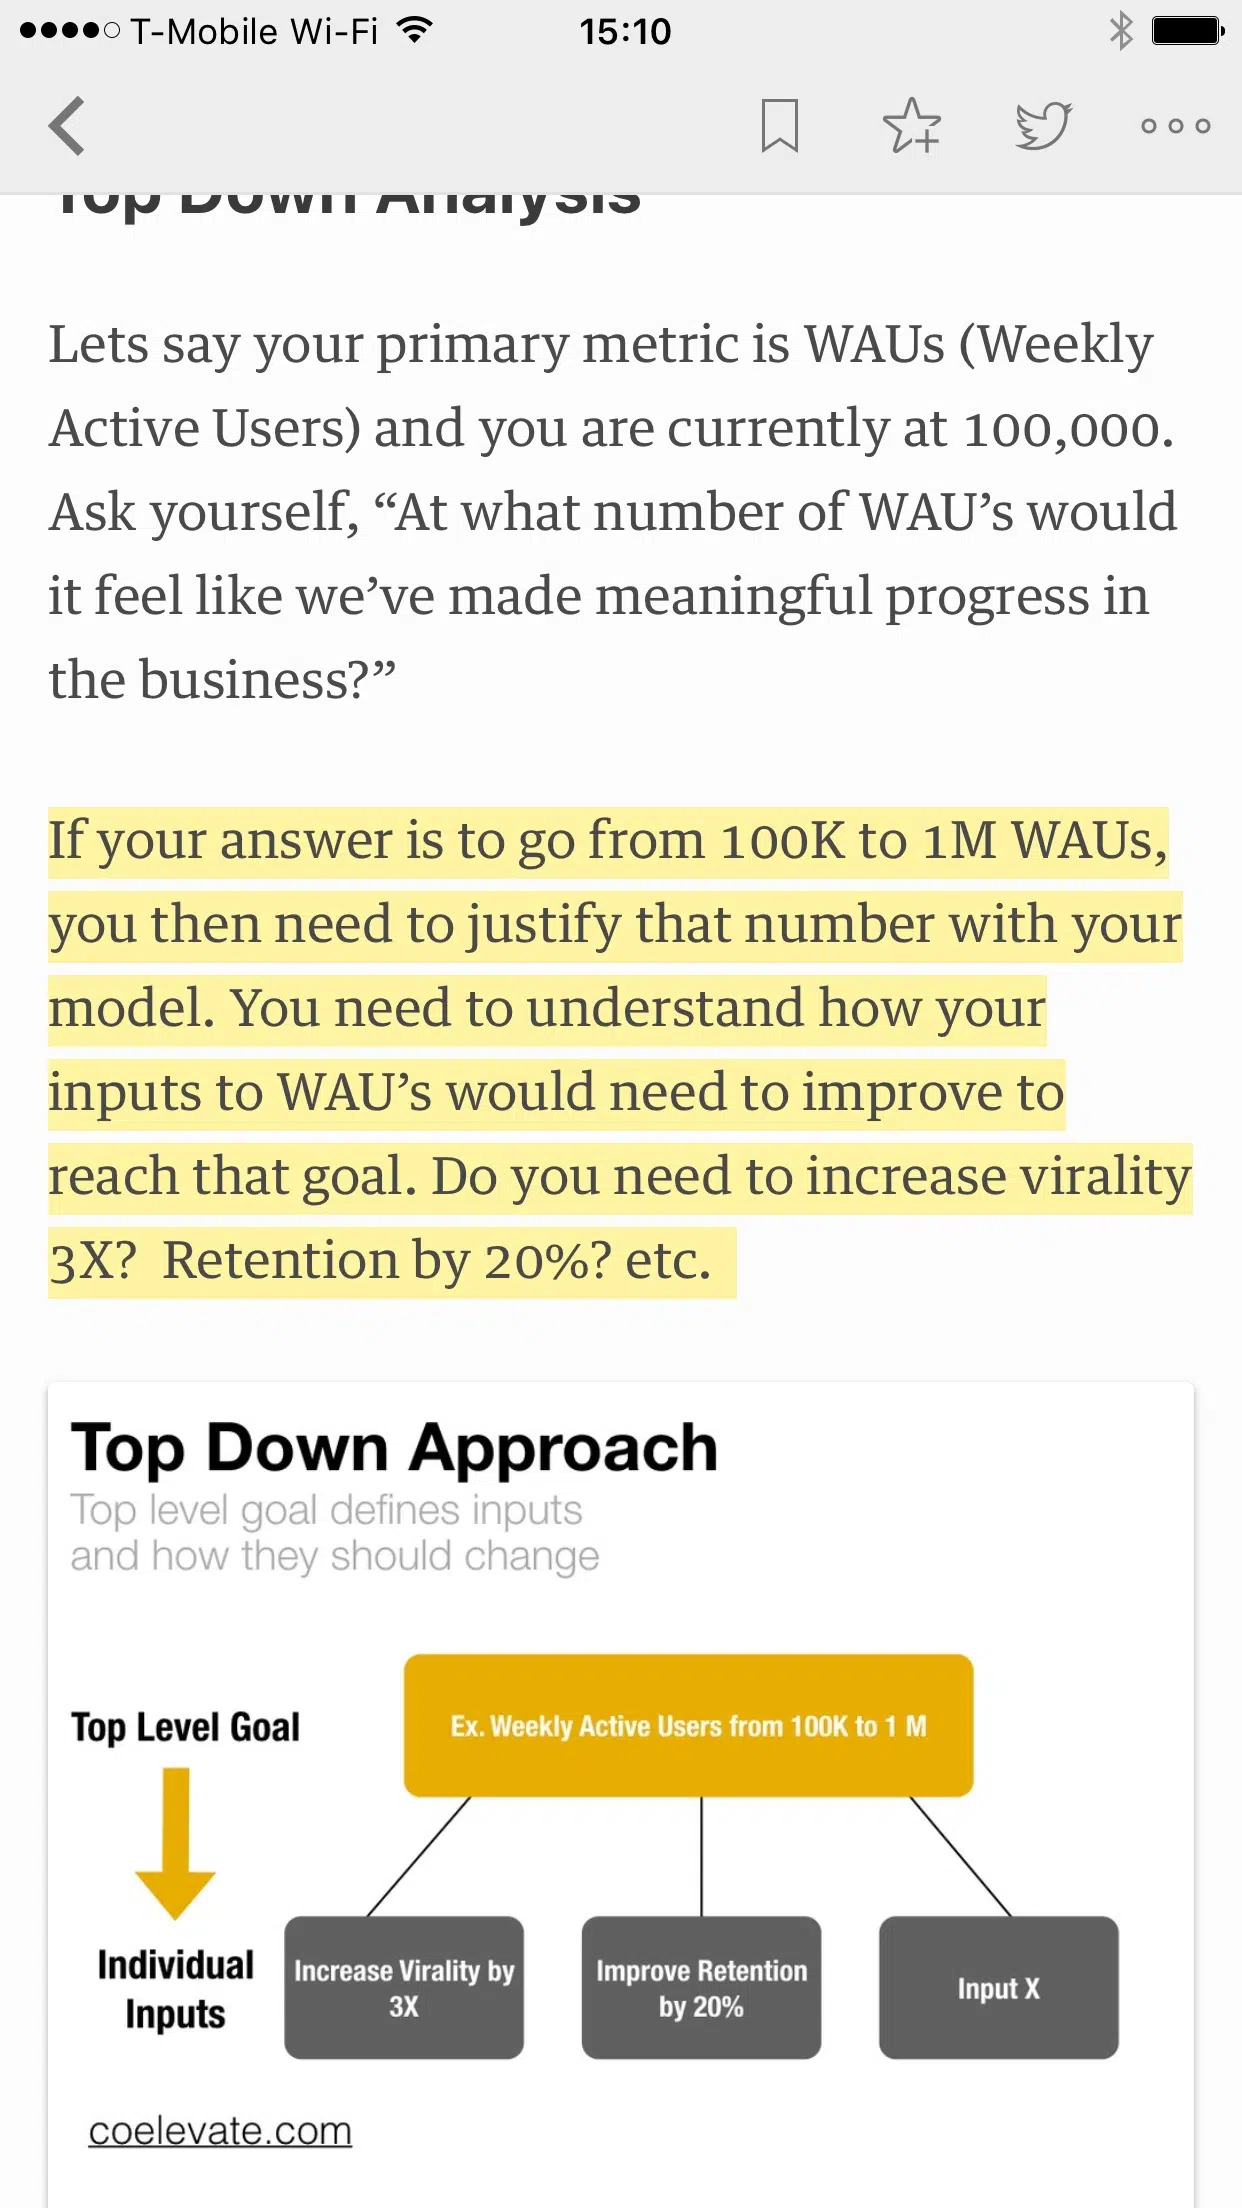 T-Mobile Wi-Fi 15:10
Top Down Analysis
Lets say your primary metric is WAUs (Weekly
Active Users) and you are currently at 100,000.
Ask yourself, “At what number of WAU’s would
it feel like we’ve made meaningful progress in
the business?”
If your answer is to go from 100K to 1M WAUs,
you then need to justify that number with your
model. You need to understand how your
inputs to WAU’s would need to improve to
reach that goal. Do you need to increase virality
3X?  Retention by 20%? etc.
Top Down Approach
Top level goal defines inputs
and how they should change
Top Level Goal
Ex. Weekly Active Users from 100K to 1 M
Individual
Inputs
Increase Virality by
3X
Improve Retention
by 20%
Input X
coelevate.com